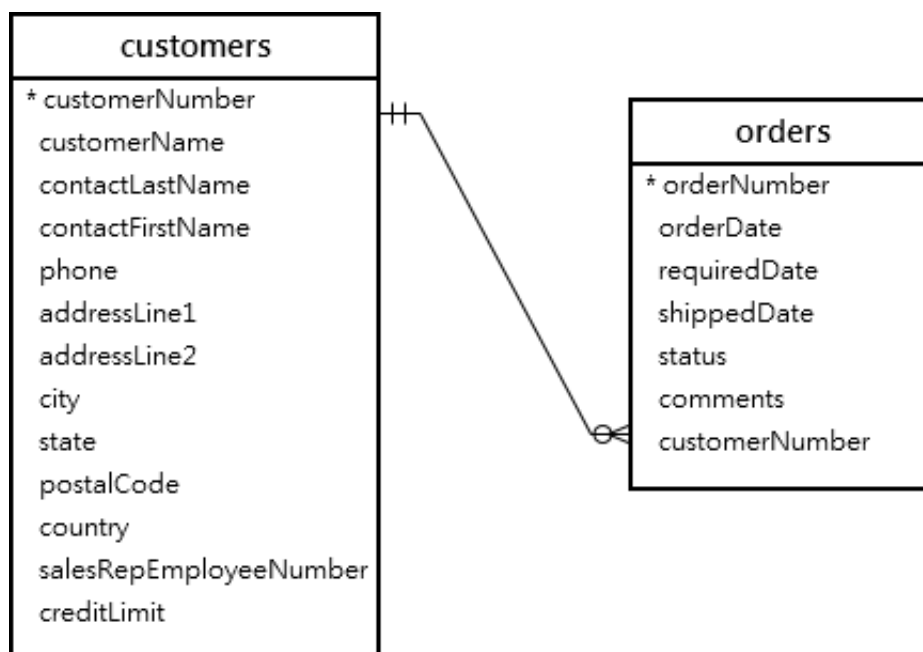 customers
* customerNumber
customerName
contactLastName
contactFirstName
phone
addressLine1
addressLine2
city
state
postalCode
country
salesRepEmployeeNumber
creditLimit
orders
* orderNumber
orderDate
requiredDate
shippedDate
status
comments
customerNumber